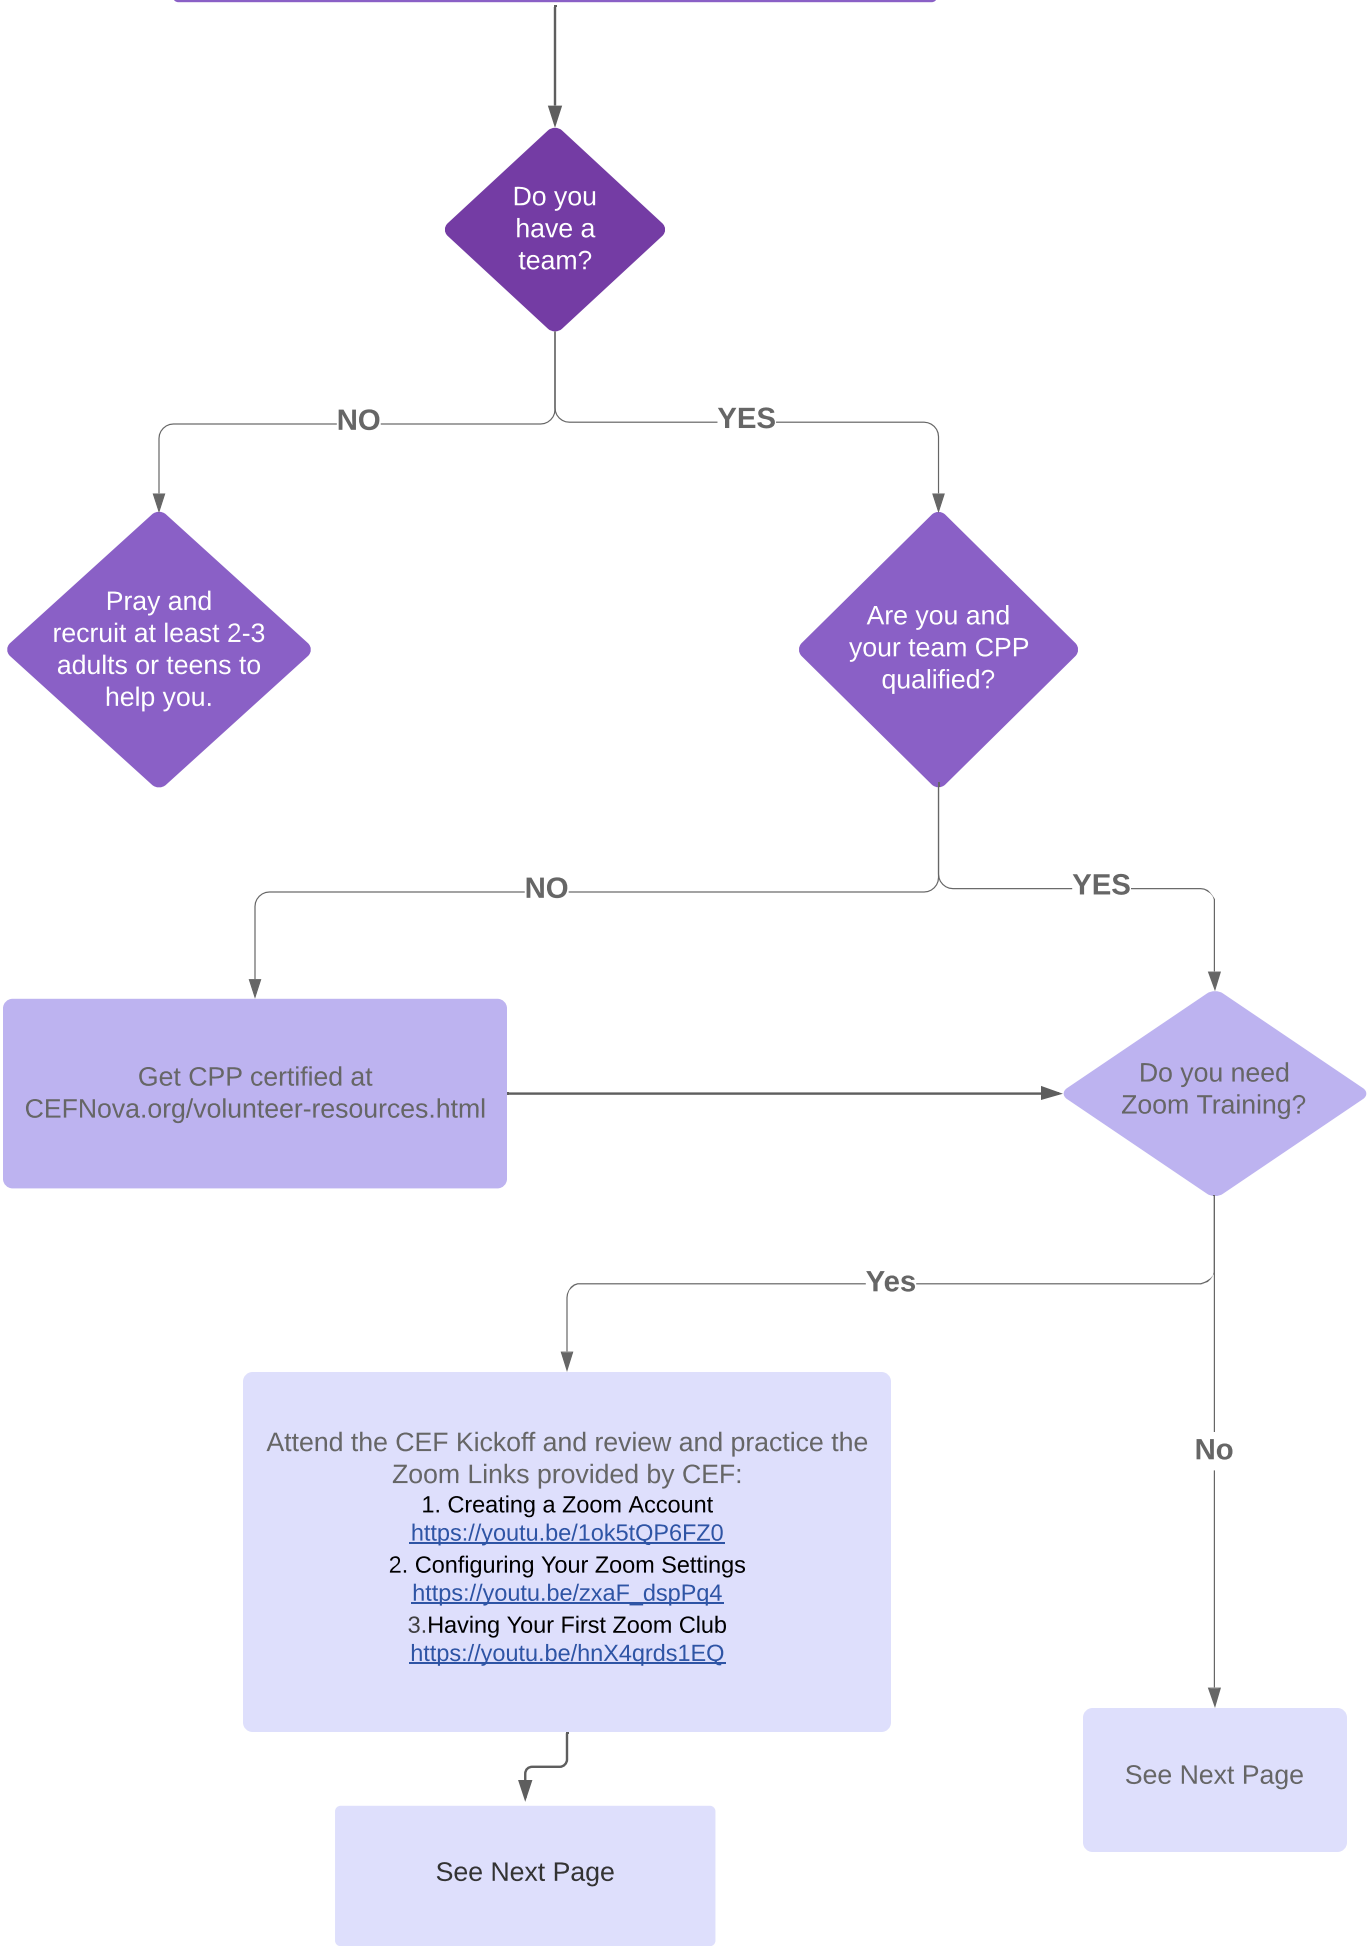 Do you
have a
team?
NO
YES
Pray and
recruit at least 2-3
adults or teens to
help you.
Are you and
your team CPP
qualified?
NO
YES
Get CPP certified at
CEFNova.org/volunteer-resources.html
Do you need
Zoom Training?
Yes
No
Attend the CEF Kickoff and review and practice the
Zoom Links provided by CEF:
1. Creating a Zoom Account
https://youtu.be/1ok5tQP6FZ0
2. Configuring Your Zoom Settings
https://youtu.be/zxaF_dspPq4
3.Having Your First Zoom Club
https://youtu.be/hnX4qrds1EQ
See Next Page
See Next Page